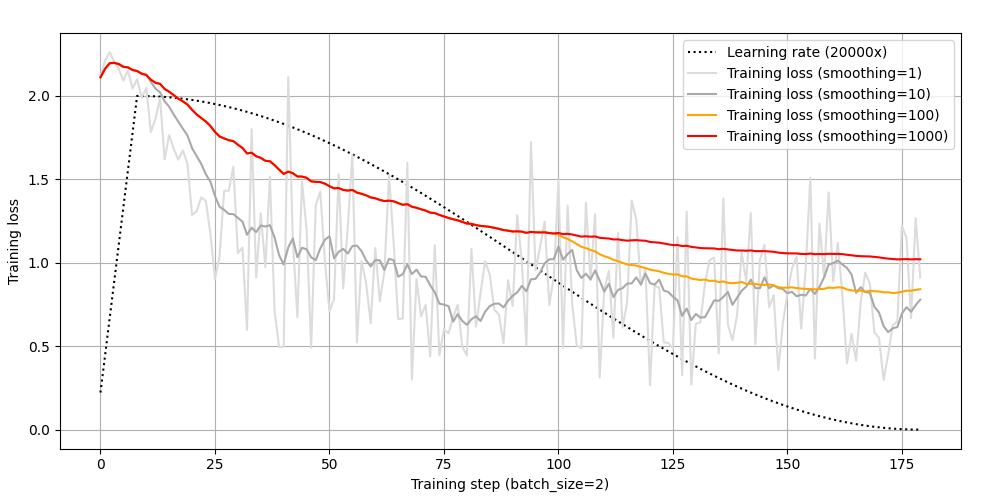 Learning rate (20000x)
Training loss (smoothing=1)
Training loss (smoothing=10)
Training loss (smoothing=100)
Training loss (smoothing=1000)
Training loss
2.0
1.5
1.0
0.5
0.0
0 25 50 75 100 125 150 175
Training step (batch_size=2)